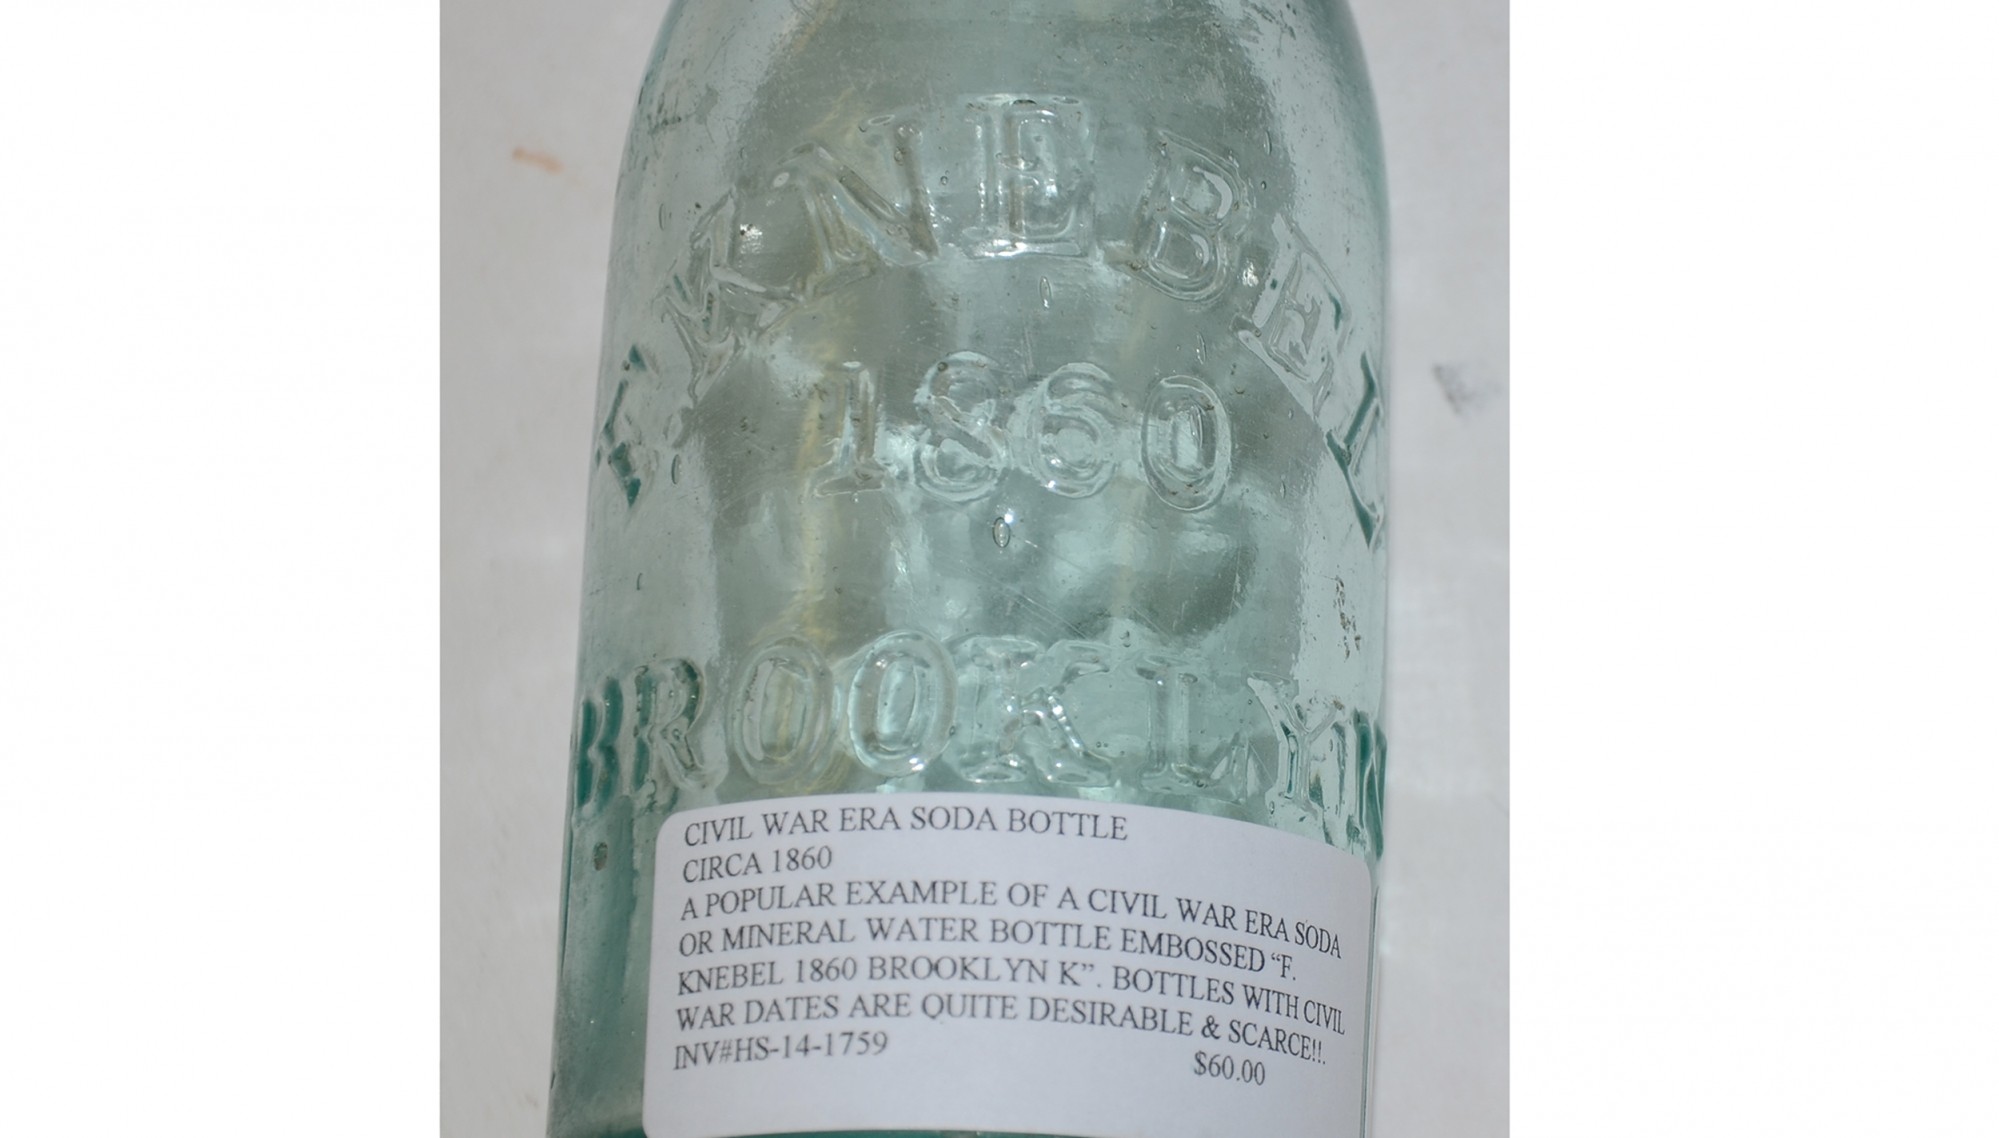 F. KNEBEL
1860
BROOKLYN
CIVIL WAR ERA SODA BOTTLE
CIRCA 1860
A POPULAR EXAMPLE OF A CIVIL WAR ERA SODA
OR MINERAL WATER BOTTLE EMBOSSED “F.
KNEBEL 1860 BROOKLYN K”. BOTTLES WITH CIVIL
WAR DATES ARE QUITE DESIRABLE & SCARCE!!.
INV#HS-14-1759 $60.00